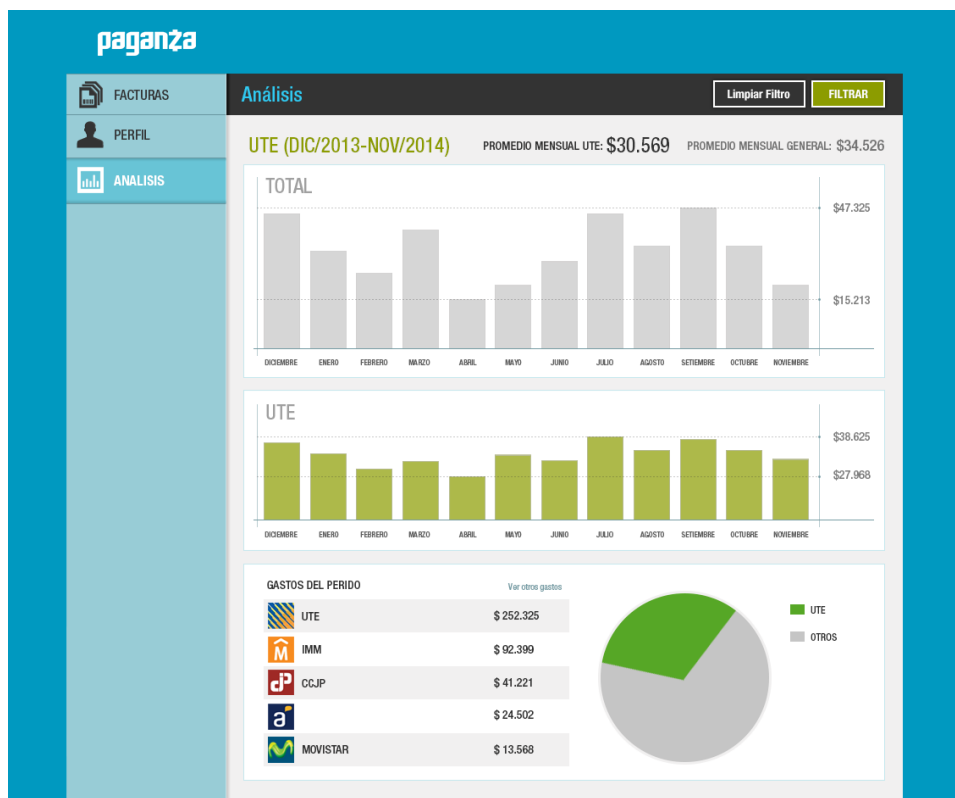 paganza
FACTURAS
PERFIL
ANALISIS
Análisis
Limpiar Filtro
FILTRAR
UTE (DIC/2013-NOV/2014)
PROMEDIO MENSUAL UTE: $30.569
PROMEDIO MENSUAL GENERAL: $34.526
TOTAL
$47.325
$15.213
DICIEMBRE ENERO FEBRERO MARZO ABRIL MAYO JUNIO JULIO AGOSTO SETIEMBRE OCTUBRE NOVIEMBRE
UTE
$38.625
$27.968
DICIEMBRE ENERO FEBRERO MARZO ABRIL MAYO JUNIO JULIO AGOSTO SETIEMBRE OCTUBRE NOVIEMBRE
GASTOS DEL PERIDO
Ver otros gastos
UTE $ 252.325
M IMM $ 92.399
CCJP $ 41.221
a $ 24.502
MOVISTAR $ 13.568
UTE
OTROS